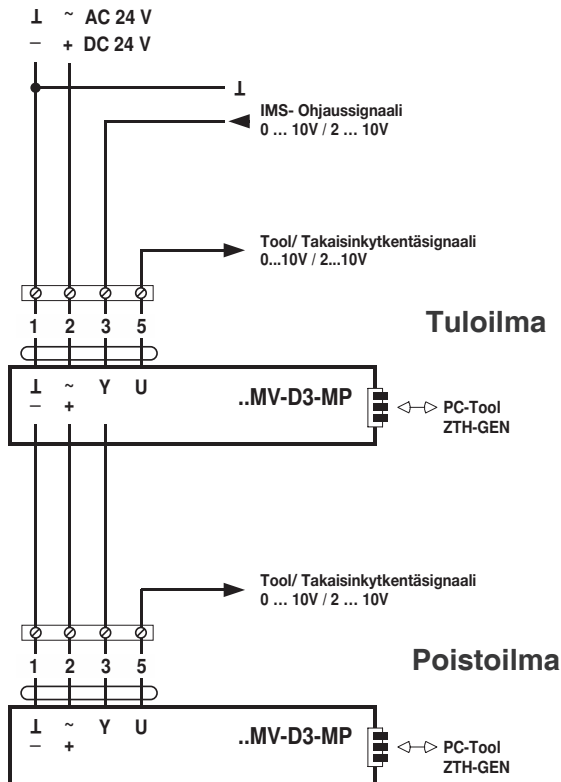 ⊥ ~ AC 24 V
– + DC 24 V
⊥
IMS- Ohjaussignaali
0 ... 10V / 2 ... 10V
Tool/ Takaisinkytkentäsignaali
0...10V / 2...10V
Tuloilma
1 2 3 5
⊥ ~ Y U
– +
..MV-D3-MP
PC-Tool
ZTH-GEN
Tool/ Takaisinkytkentäsignaali
0 ... 10V / 2 ... 10V
Poistoilma
1 2 3 5
⊥ ~ Y U
– +
..MV-D3-MP
PC-Tool
ZTH-GEN